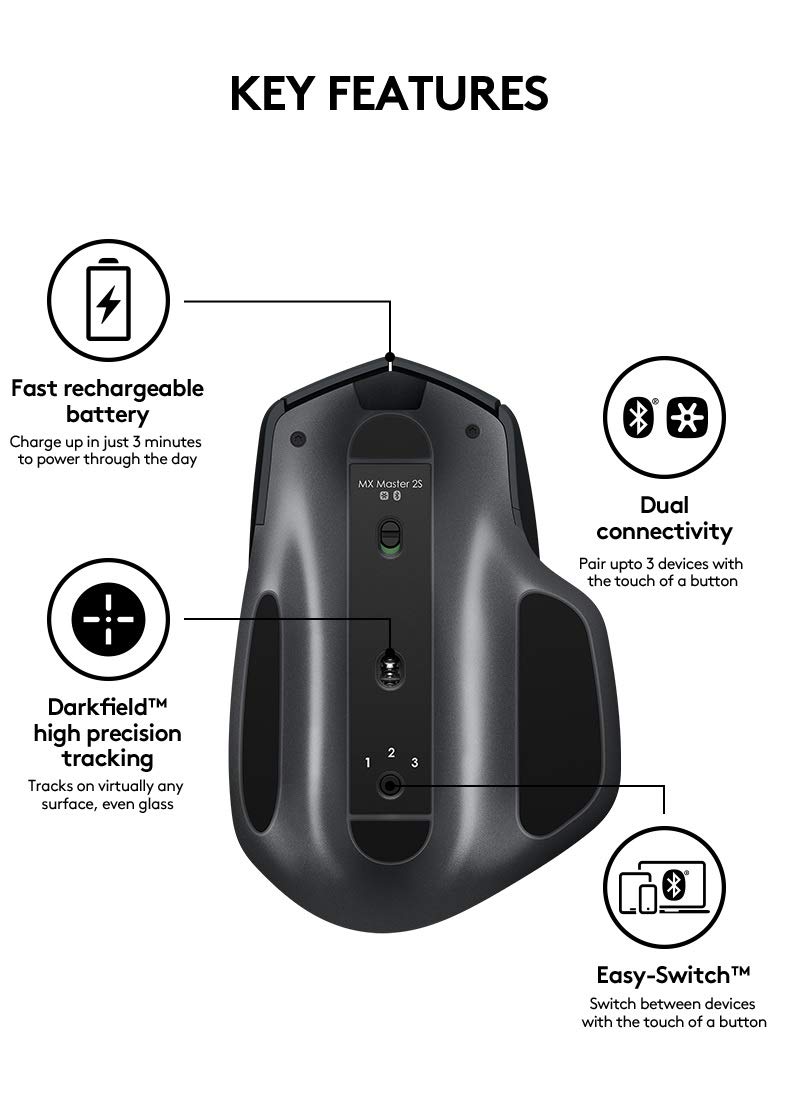 KEY FEATURES
Fast rechargeable
battery
Charge up in just 3 minutes
to power through the day
Dual
connectivity
Pair upto 3 devices with
the touch of a button
MX Master 2S
Darkfield™
high precision
tracking
Tracks on virtually any
surface, even glass
1 2 3
Easy-Switch™
Switch between devices
with the touch of a button